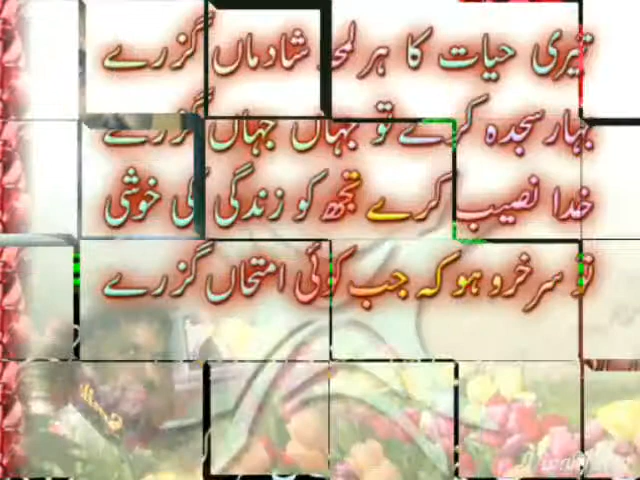 تیری حیات کا ہر لمحہ شادماں گزرے
بہار سجدہ کرے تو جہاں جہاں گزرے
خدا نصیب کرے تجھ کو زندگی کی خوشی
تو سرخرو ہو کہ جب کوئی امتحاں گزرے